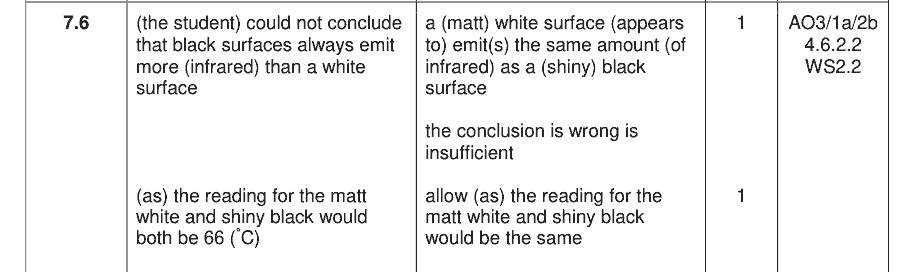 7.6
(the student) could not conclude
that black surfaces always emit
more (infrared) than a white
surface
a (matt) white surface (appears
to) emit(s) the same amount (of
infrared) as a (shiny) black
surface
the conclusion is wrong is
insufficient
1
AO3/1a/2b
4.6.2.2
WS2.2
(as) the reading for the matt
white and shiny black would
both be 66 (˚C)
allow (as) the reading for the
matt white and shiny black
would be the same
1